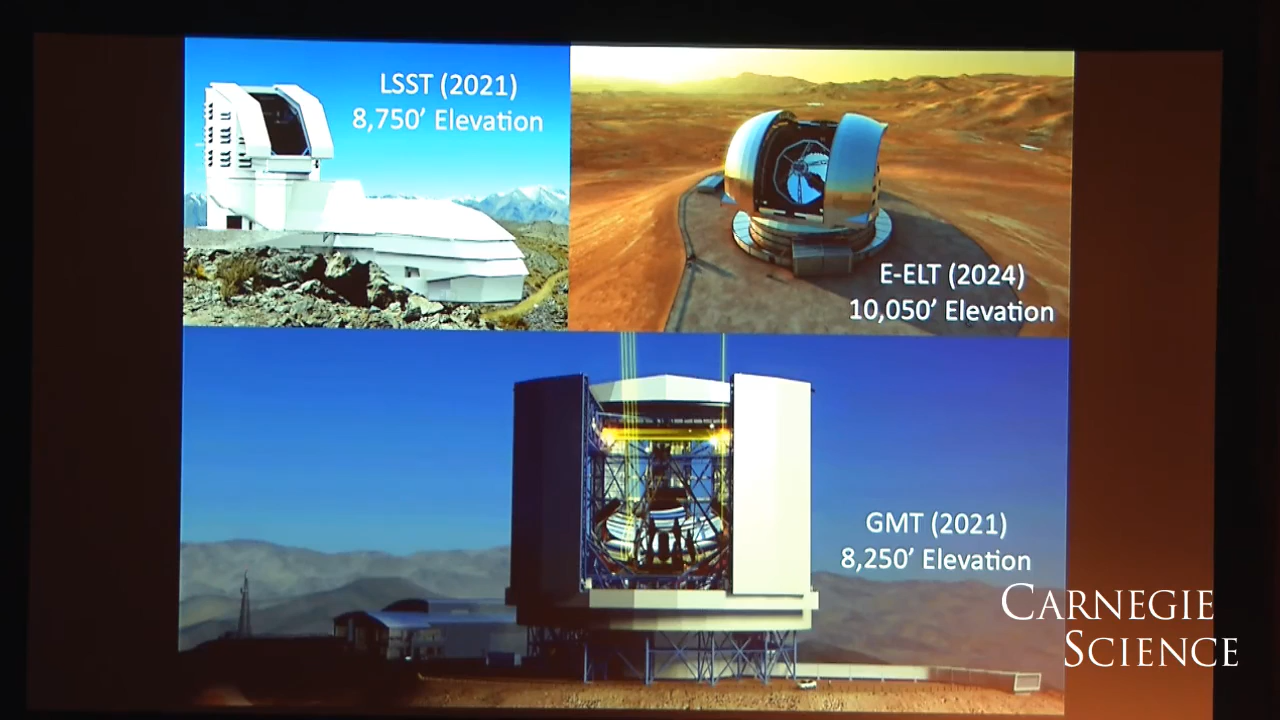 LSST (2021)
8,750’ Elevation
E-ELT (2024)
10,050’ Elevation
GMT (2021)
8,250’ Elevation
CARNEGIE
SCIENCE